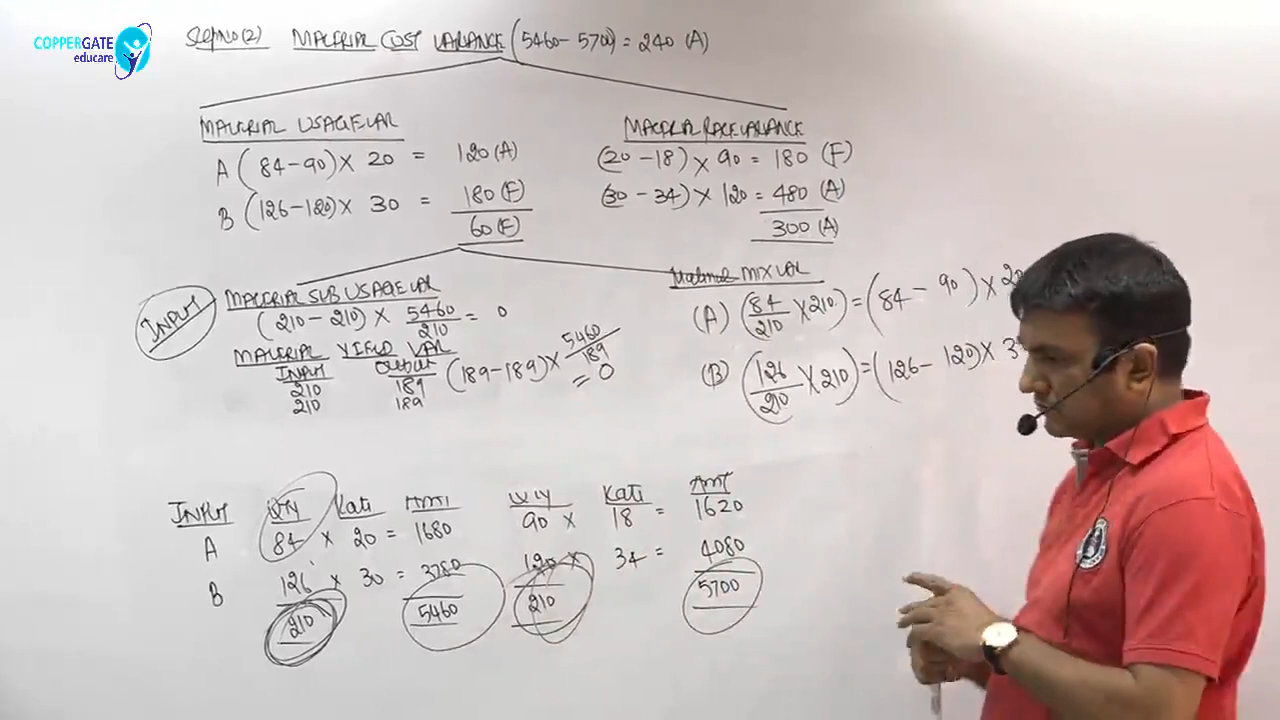 COPPERGATE
educare
Step no (2) MATERIAL COST VARIANCE (5460 - 5700) = 240 (A)
MATERIAL USAGE VAR
A (84 - 90) × 20 = 120 (A)
B (126 - 120) × 30 = 180 (F)
60 (F)
MATERIAL RATE VARIANCE
(20 - 18) × 90 = 180 (F)
(30 - 34) × 120 = 480 (A)
300 (A)
INPUT
MATERIAL SUB USAGE VAR
(210 - 210) × 5460/210 = 0
MATERIAL YIELD VAR
INPUT OUTPUT
210 189 (189 - 189) × 5460/189 = 0
210 189
MIX VAR
(A) (84/210 × 210) = (84 - 90) × 20
(B) (126/210 × 210) = (126 - 120) × 3
INPUT QTY Rate AMT QTY Rate AMT
A 84 × 20 = 1680 90 × 18 = 1620
B 126 × 30 = 3780 120 × 34 = 4080
210 5460 210 5700